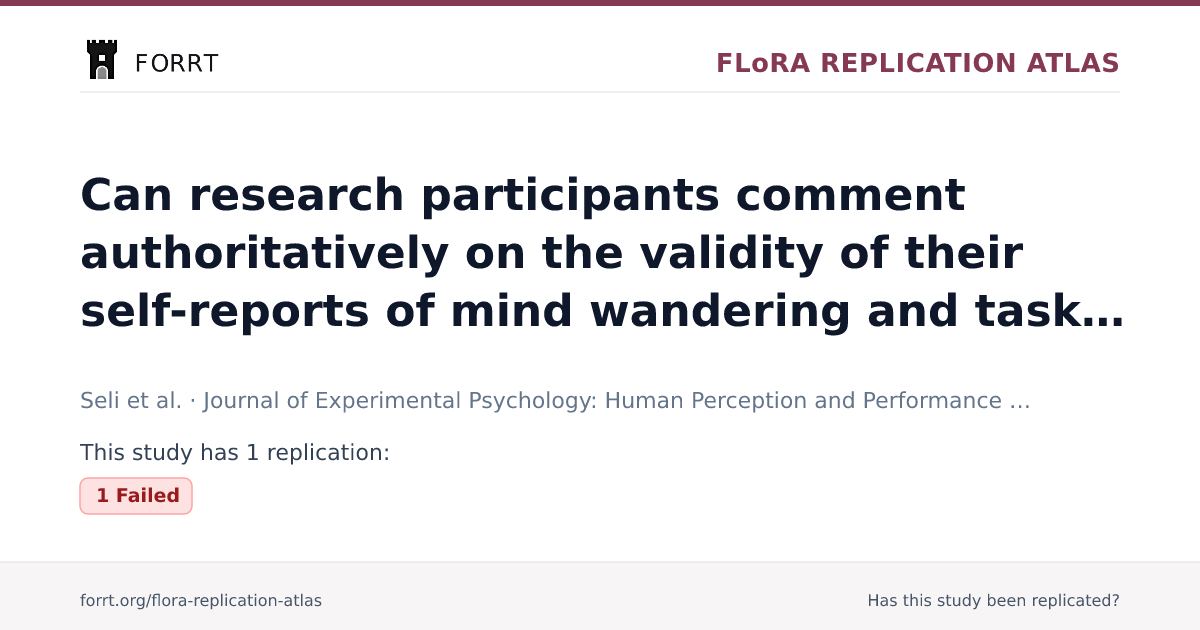 FORRT
FLoRA REPLICATION ATLAS
Can research participants comment
authoritatively on the validity of their
self-reports of mind wandering and task…
Seli et al. · Journal of Experimental Psychology: Human Perception and Performance …
This study has 1 replication:
1 Failed
forrt.org/flora-replication-atlas
Has this study been replicated?